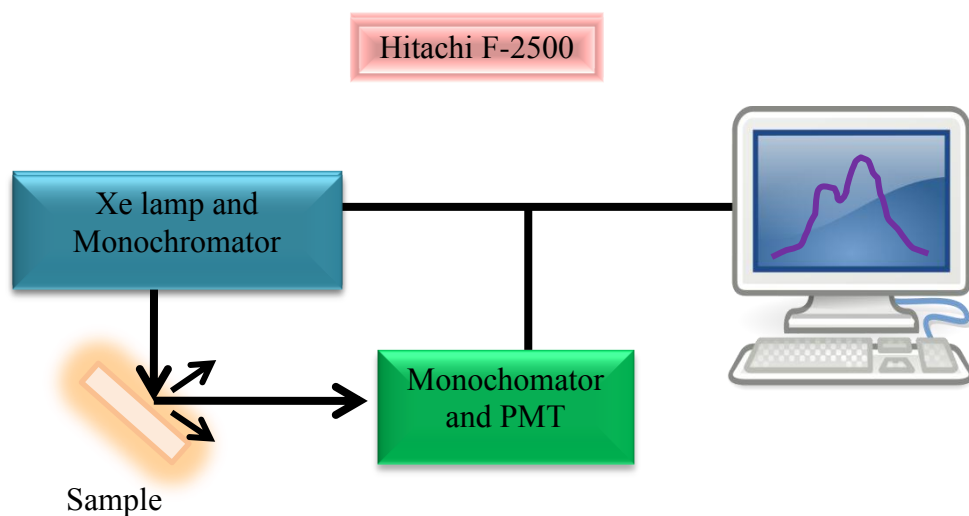 Hitachi F-2500
Xe lamp and
Monochromator
Monochomator
and PMT
Sample